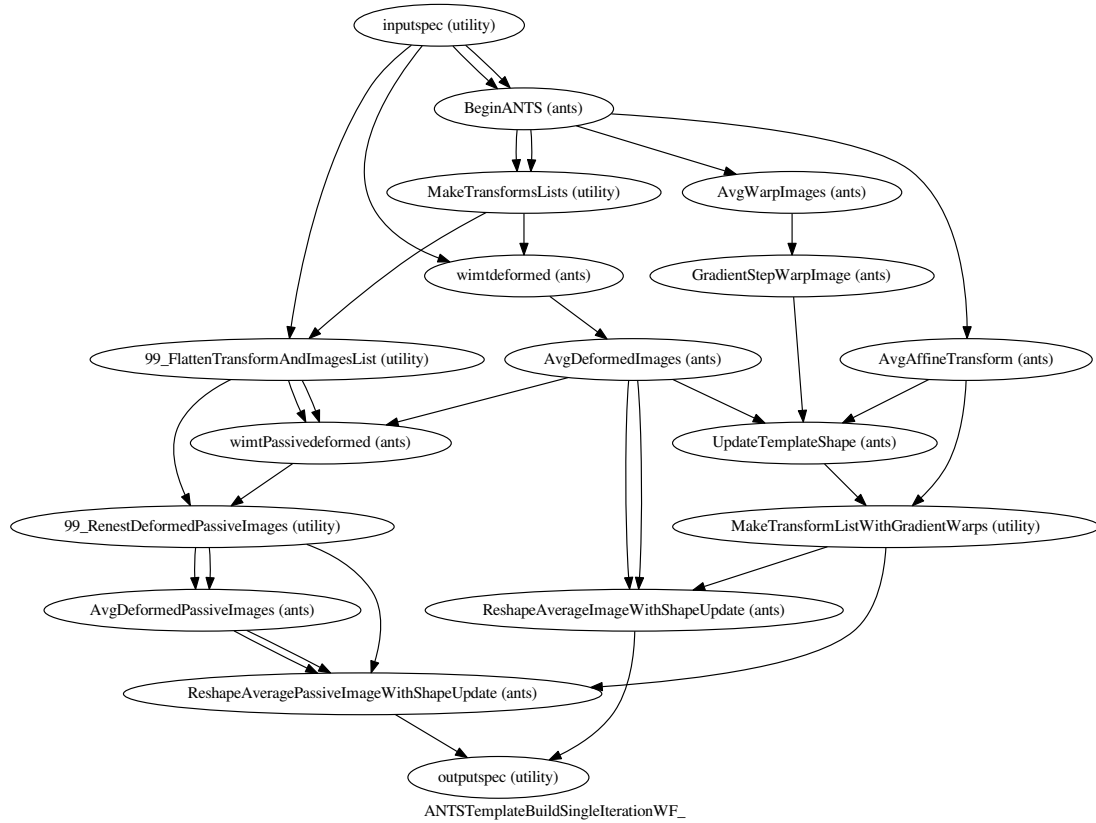 inputspec (utility)
BeginANTS (ants)
MakeTransformsLists (utility)
AvgWarpImages (ants)
wimtdeformed (ants)
GradientStepWarpImage (ants)
99_FlattenTransformAndImagesList (utility)
AvgDeformedImages (ants)
AvgAffineTransform (ants)
wimtPassivedeformed (ants)
UpdateTemplateShape (ants)
99_RenestDeformedPassiveImages (utility)
MakeTransformListWithGradientWarps (utility)
AvgDeformedPassiveImages (ants)
ReshapeAverageImageWithShapeUpdate (ants)
ReshapeAveragePassiveImageWithShapeUpdate (ants)
outputspec (utility)
ANTSTemplateBuildSingleIterationWF_